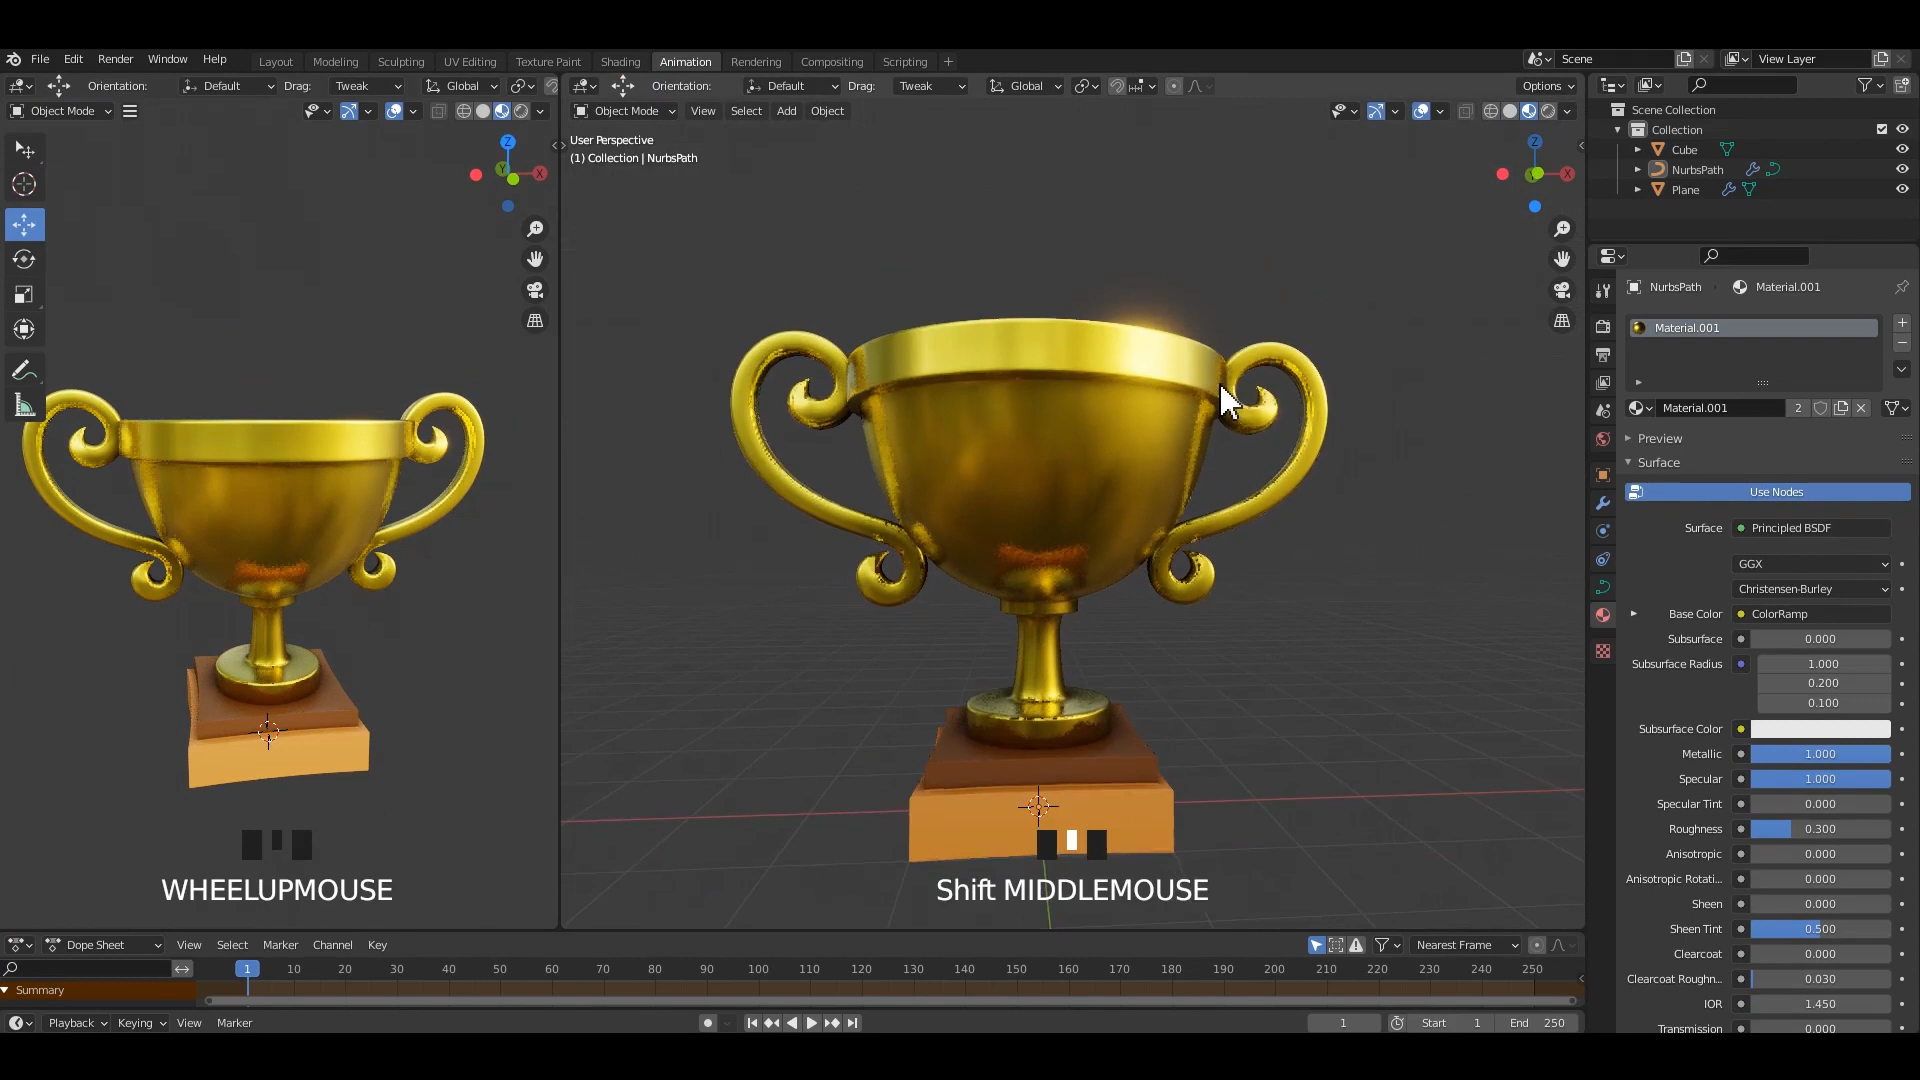 File Edit Render Window Help Layout Modeling Sculpting UV Editing Texture Paint Shading Animation Rendering Compositing Scripting + Scene View Layer
Orientation: Default Drag: Tweak Global
Orientation: Default Drag: Tweak Global Options
Object Mode
Object Mode View Select Add Object
User Perspective
(1) Collection | NurbsPath
Z
Y
X
Z
X
Scene Collection
Collection
Cube
NurbsPath
Plane
NurbsPath Material.001
Material.001
Material.001 2
Preview
Surface
Use Nodes
Surface Principled BSDF
GGX
Christensen-Burley
Base Color ColorRamp
Subsurface 0.000
Subsurface Radius 1.000
0.200
0.100
Subsurface Color
Metallic 1.000
Specular 1.000
Specular Tint 0.000
Roughness 0.300
Anisotropic 0.000
Anisotropic Rotati... 0.000
Sheen 0.000
Sheen Tint 0.500
Clearcoat 0.000
Clearcoat Roughn... 0.030
IOR 1.450
Transmission 0.000
WHEELUPMOUSE
Shift MIDDLEMOUSE
Dope Sheet View Select Marker Channel Key Nearest Frame
1 10 20 30 40 50 60 70 80 90 100 110 120 130 140 150 160 170 180 190 200 210 220 230 240 250
Summary
Playback Keying View Marker 1 Start 1 End 250